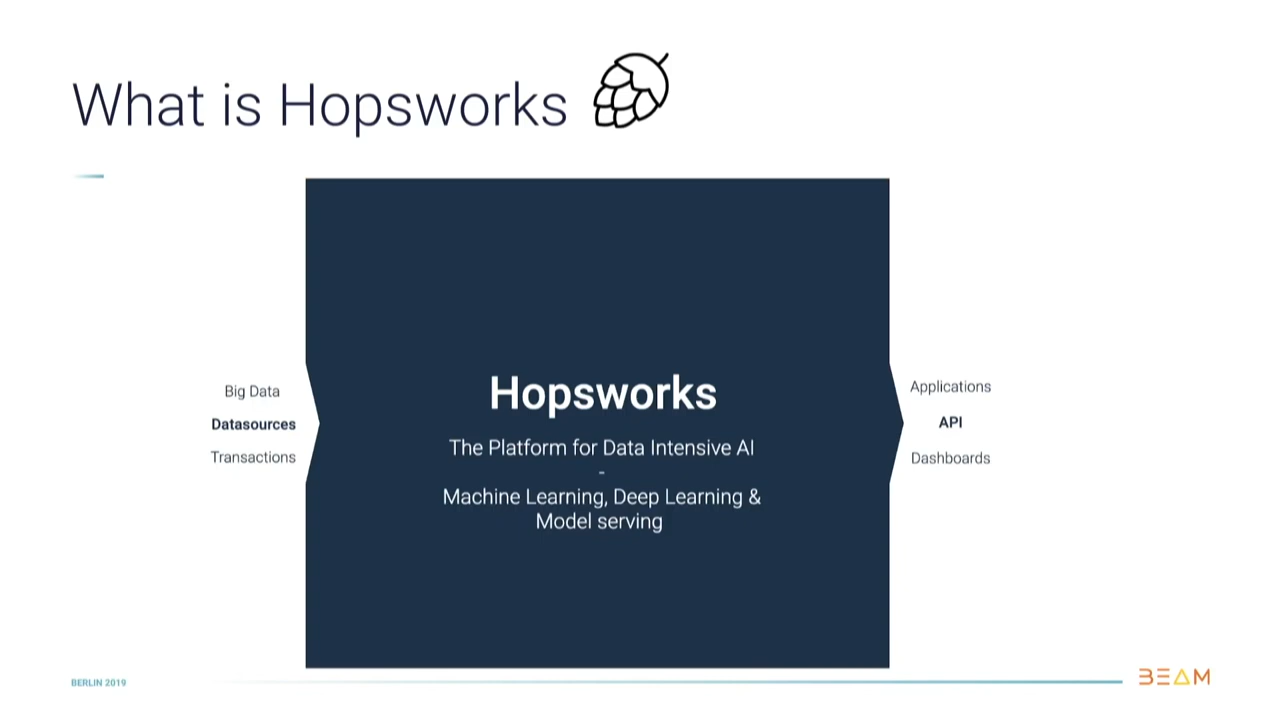 What is Hopsworks
Big Data
Datasources
Transactions
Hopsworks
The Platform for Data Intensive AI
-
Machine Learning, Deep Learning &
Model serving
Applications
API
Dashboards
BERLIN 2019
BEAM